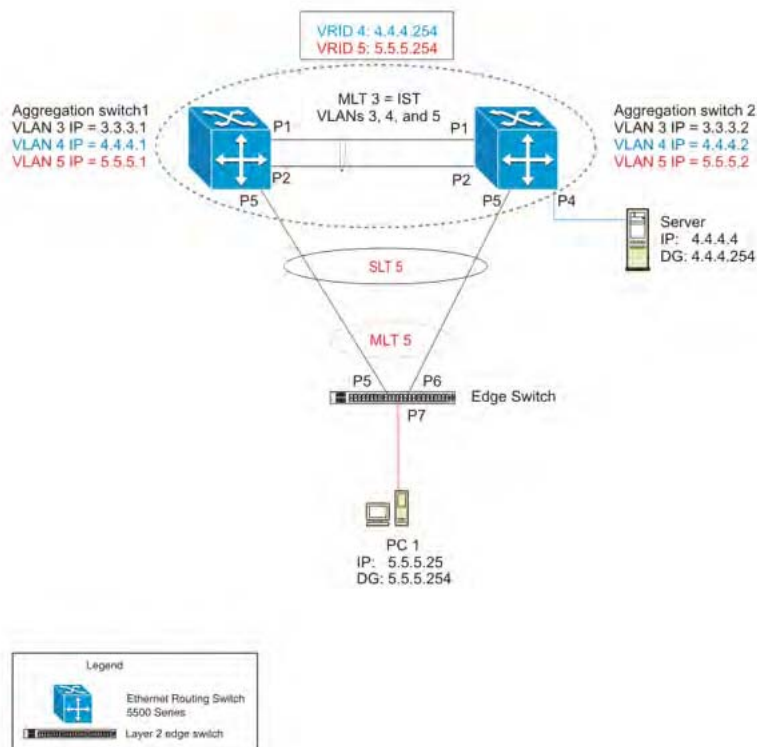 VRID 4: 4.4.4.254
VRID 5: 5.5.5.254
MLT 3 = IST
VLANs 3, 4, and 5
Aggregation switch1
VLAN 3 IP = 3.3.3.1
VLAN 4 IP = 4.4.4.1
VLAN 5 IP = 5.5.5.1
Aggregation switch 2
VLAN 3 IP = 3.3.3.2
VLAN 4 IP = 4.4.4.2
VLAN 5 IP = 5.5.5.2
P1
P1
P2
P2
P5
P5
P4
Server
IP: 4.4.4.4
DG: 4.4.4.254
SLT 5
MLT 5
P5
P6
Edge Switch
P7
PC 1
IP: 5.5.5.25
DG: 5.5.5.254
Legend
Ethernet Routing Switch
5500 Series
Layer 2 edge switch